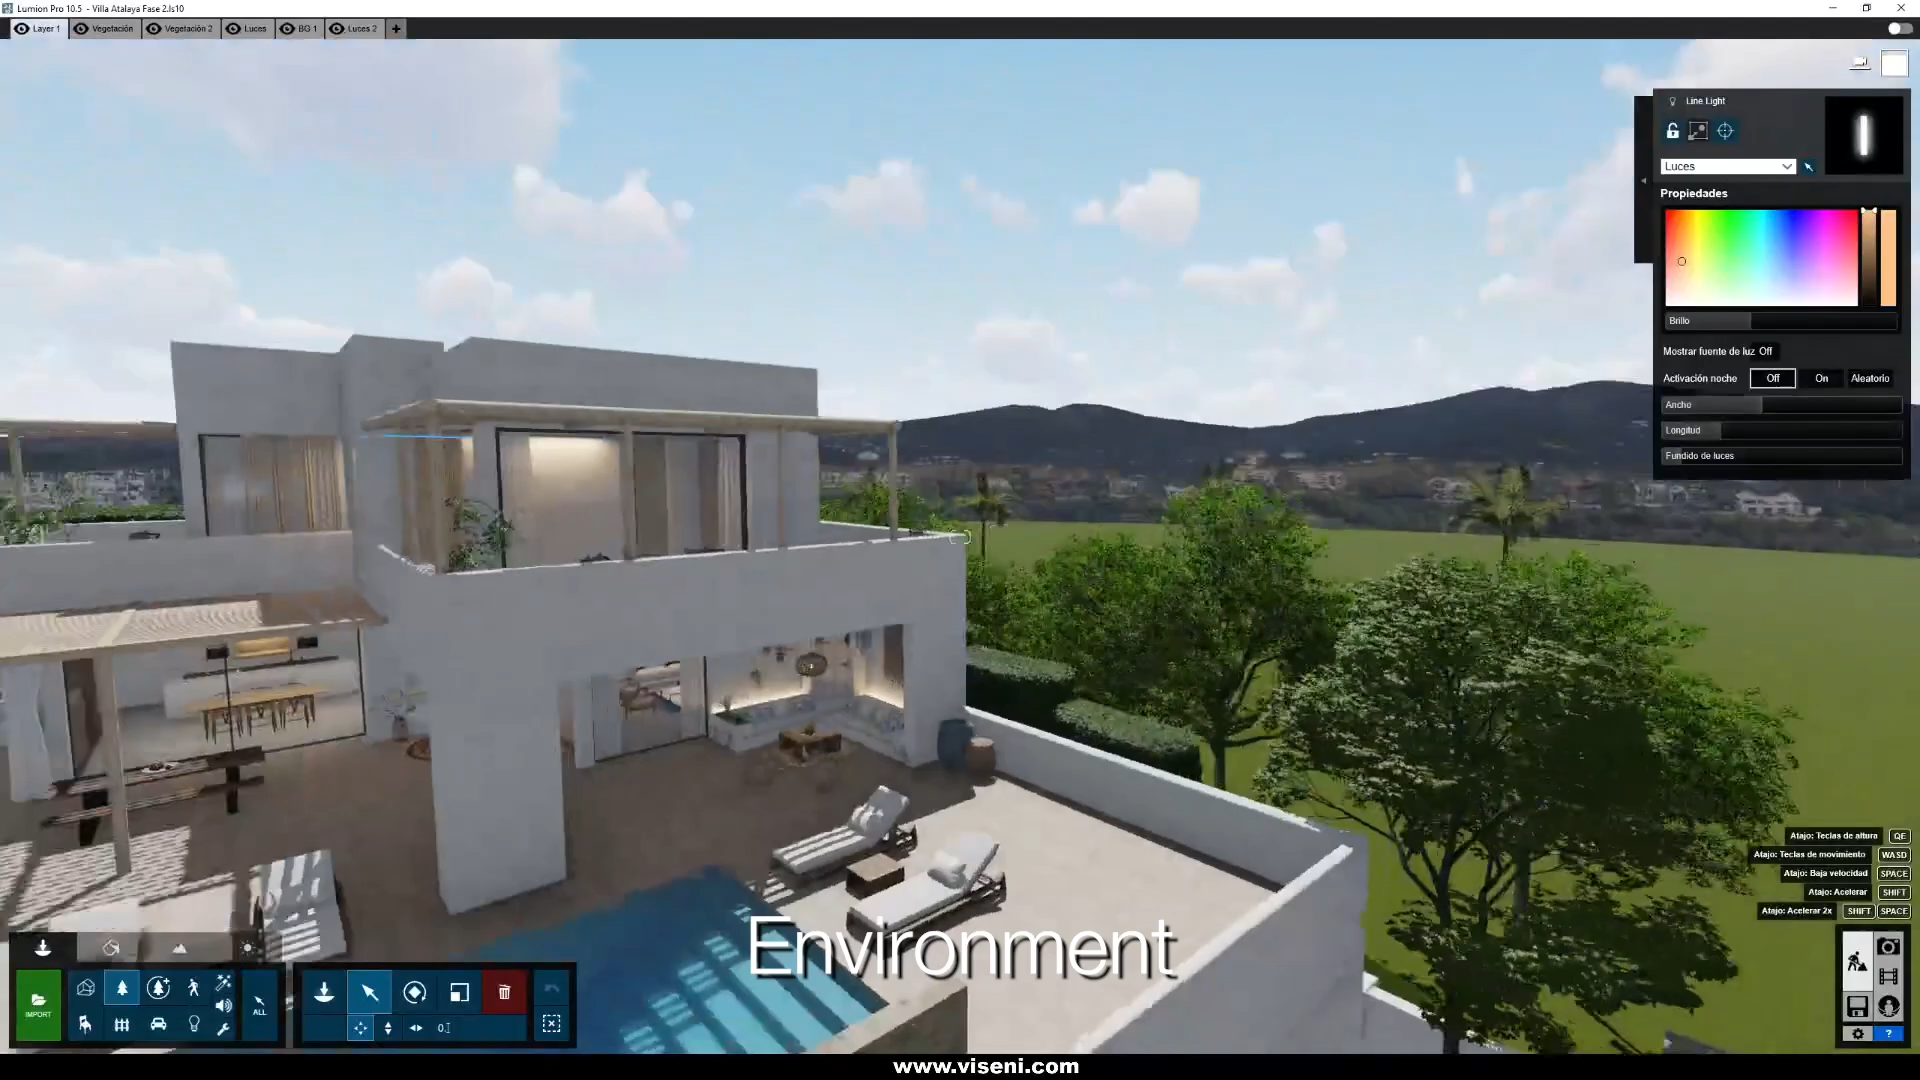 Lumion Pro 10.5 - Villa Atalaya Fase 2.ls10
Layer 1
Vegetación
Vegetación 2
Luces
BG 1
Luces 2
Line Light
Luces
Propiedades
Brillo
Mostrar fuente de luz Off
Activación noche Off On Aleatorio
Ancho
Longitud
Fundido de luces
Atajo: Teclas de altura QE
Atajo: Teclas de movimiento WASD
Atajo: Baja velocidad SPACE
Atajo: Acelerar SHIFT
Atajo: Acelerar 2x SHIFT SPACE
Environment
IMPORT
ALL
?
www.viseni.com